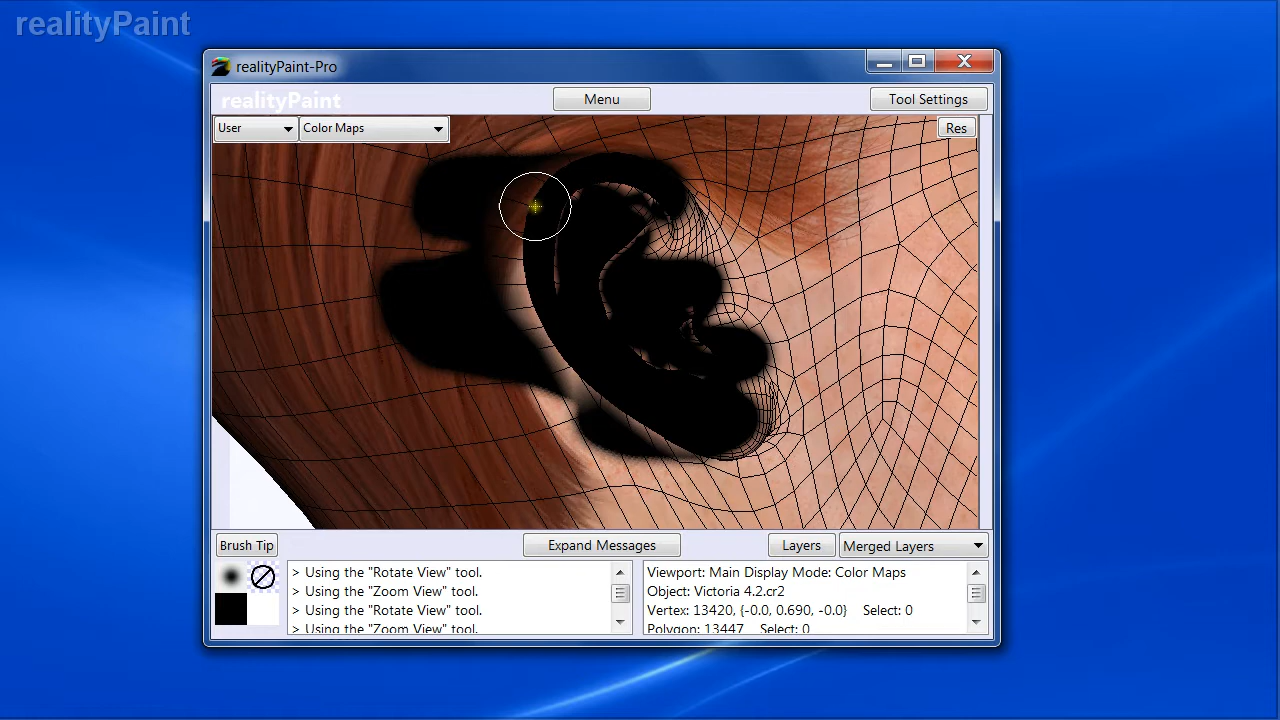 realityPaint
realityPaint-Pro
realityPaint
Menu
Tool Settings
User
Color Maps
Res
Brush Tip
Expand Messages
Layers
Merged Layers
> Using the "Rotate View" tool.
> Using the "Zoom View" tool.
> Using the "Rotate View" tool.
> Using the "Zoom View" tool.
Viewport: Main Display Mode: Color Maps
Object: Victoria 4.2.cr2
Vertex: 13420, {-0.0, 0.690, -0.0} Select: 0
Polygon: 13447 Select: 0